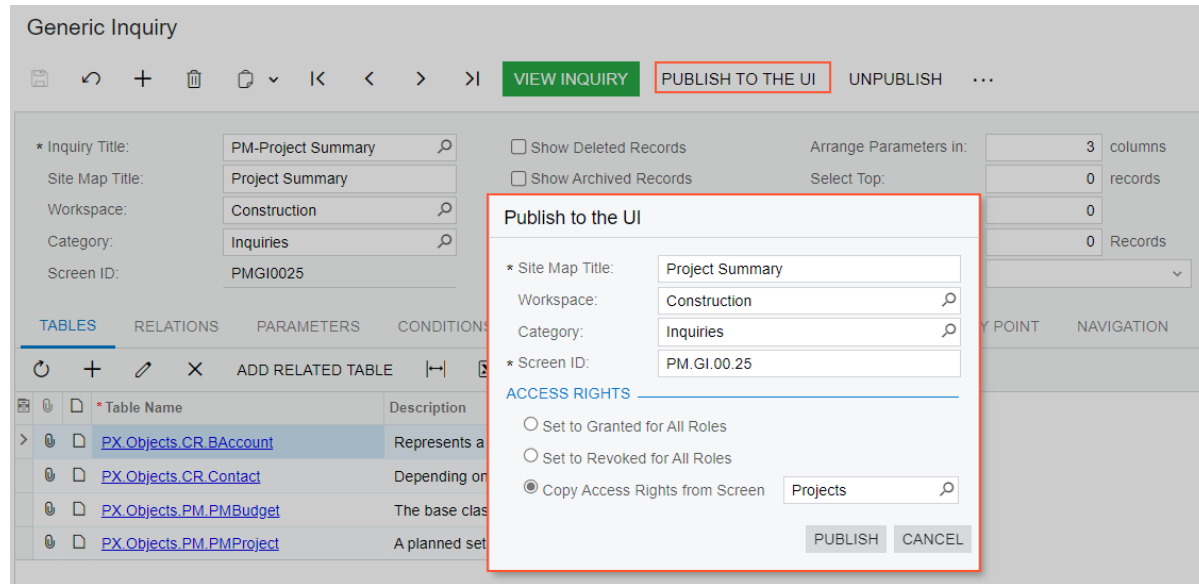 Generic Inquiry
VIEW INQUIRY PUBLISH TO THE UI UNPUBLISH ...
* Inquiry Title: PM-Project Summary Show Deleted Records Arrange Parameters in: 3 columns
Site Map Title: Project Summary Show Archived Records Select Top: 0 records
Workspace: Construction 0
Category: Inquiries 0 Records
Screen ID: PMGI0025
Publish to the UI
* Site Map Title: Project Summary
Workspace: Construction
Category: Inquiries
* Screen ID: PM.GI.00.25
ACCESS RIGHTS
Set to Granted for All Roles
Set to Revoked for All Roles
Copy Access Rights from Screen Projects
PUBLISH CANCEL
TABLES RELATIONS PARAMETERS CONDITIONS Y POINT NAVIGATION
ADD RELATED TABLE
* Table Name Description
PX.Objects.CR.BAccount Represents a
PX.Objects.CR.Contact Depending on
PX.Objects.PM.PMBudget The base clas
PX.Objects.PM.PMProject A planned set